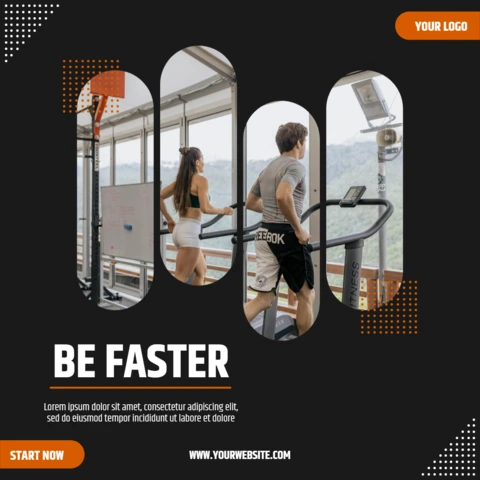 YOUR LOGO
REEBOK
FITNESS
BE FASTER
Lorem ipsum dolor sit amet, consectetur adipiscing elit,
sed do eiusmod tempor incididunt ut labore et dolore
START NOW
WWW.YOURWEBSITE.COM